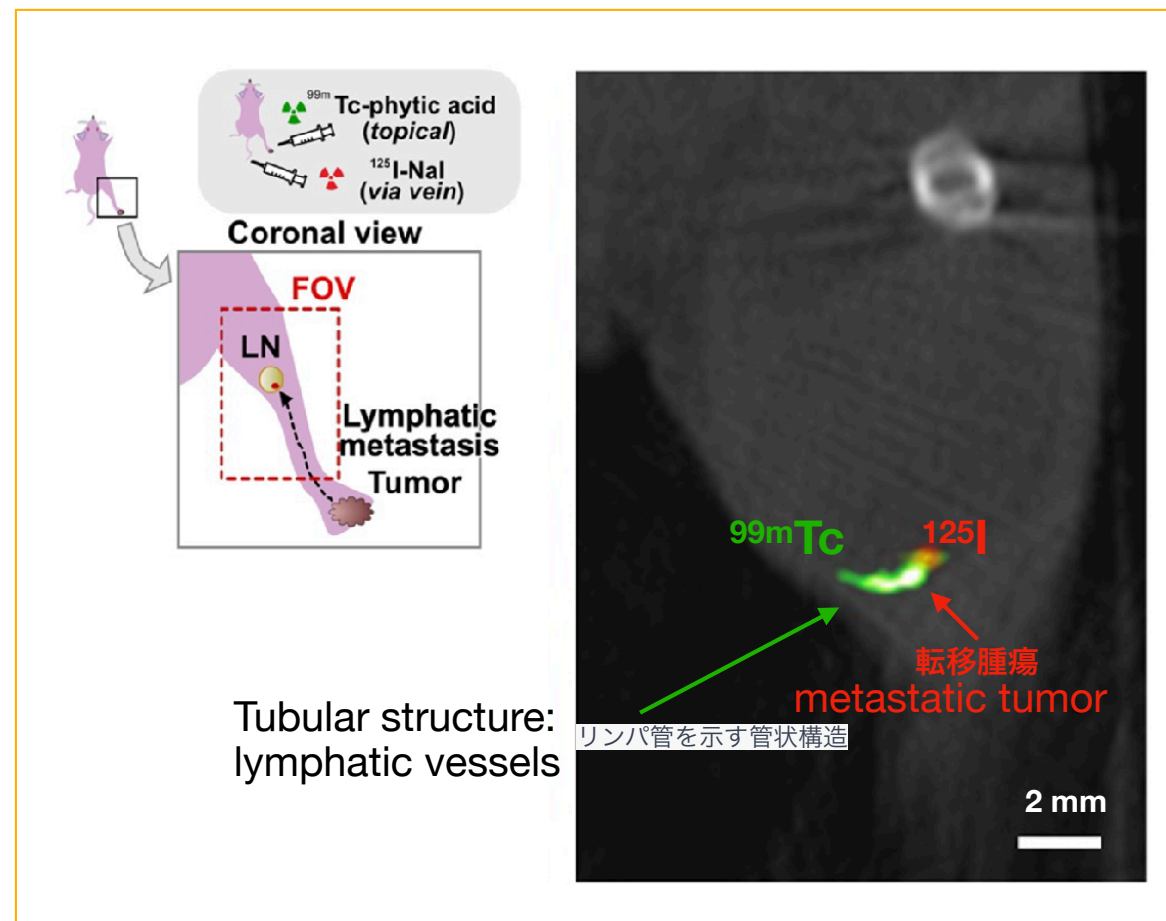 99mTc-phytic acid
(topical)
125I-NaI
(via vein)
Coronal view
FOV
LN
Lymphatic
metastasis
Tumor
99mTc
125I
転移腫瘍
metastatic tumor
Tubular structure:
lymphatic vessels
リンパ管を示す管状構造
2 mm